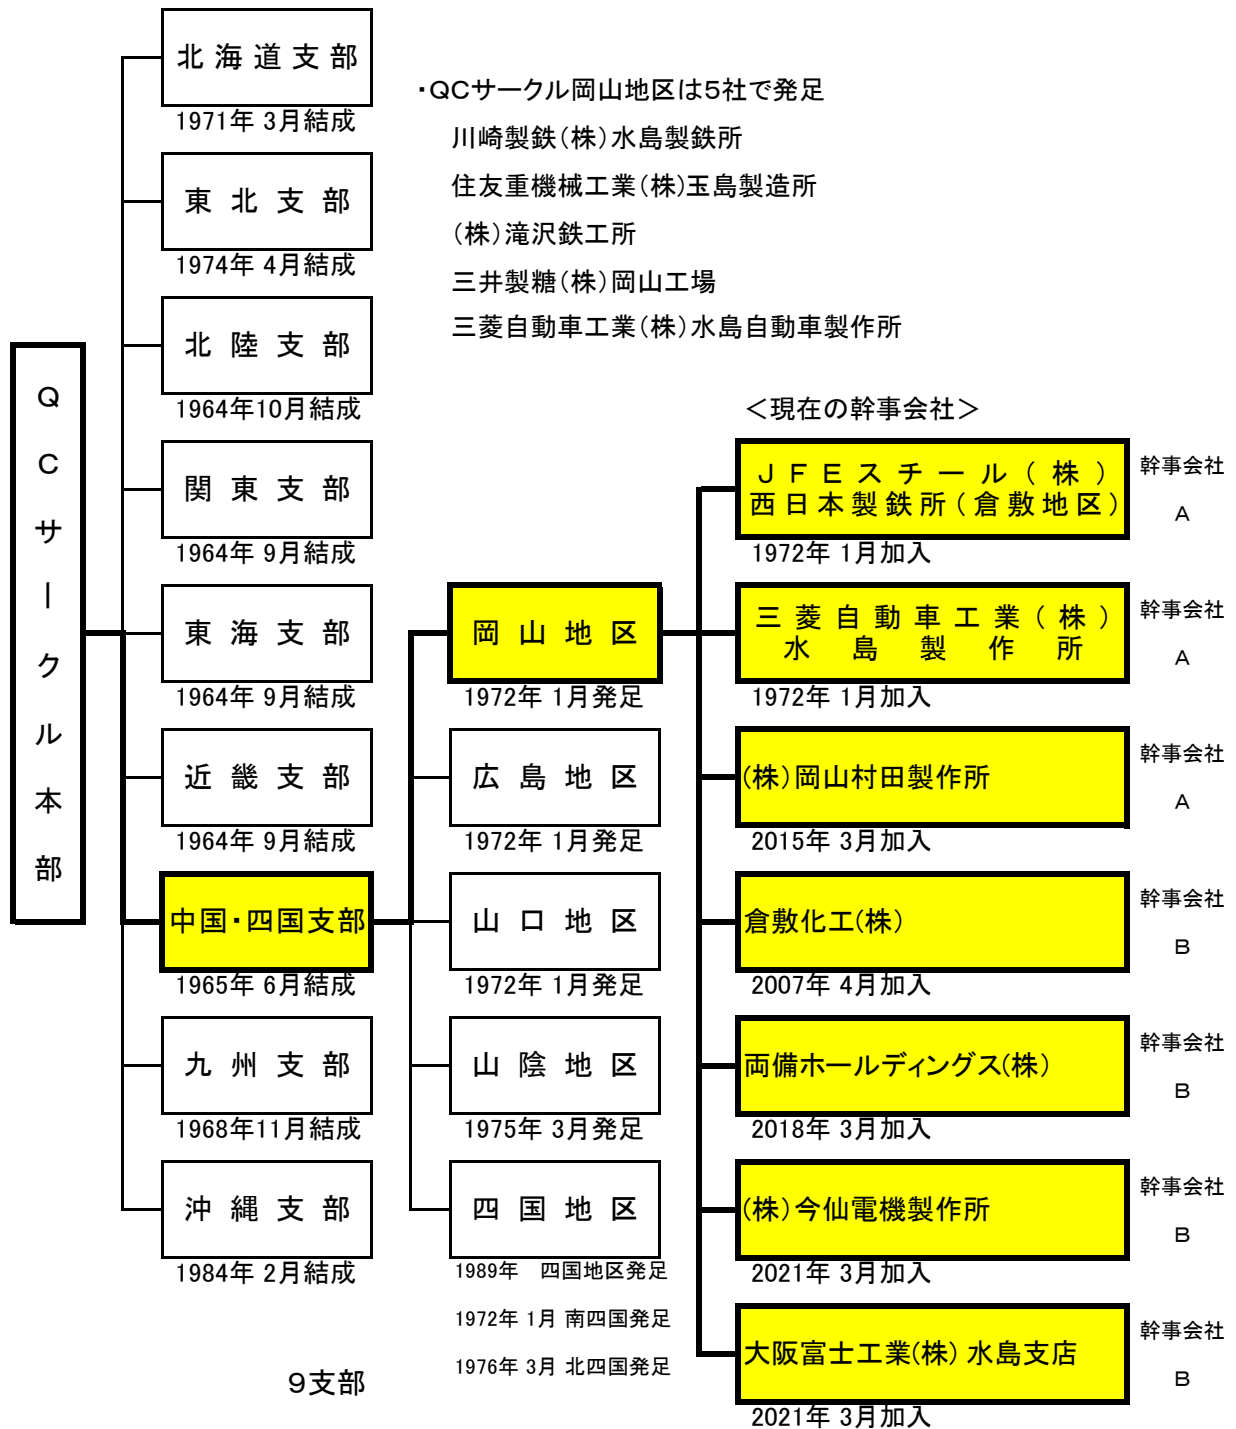 北海道支部
1971年 3月結成
東北支部
1974年 4月結成
北陸支部
1964年10月結成
関東支部
1964年 9月結成
東海支部
1964年 9月結成
近畿支部
1964年 9月結成
中国・四国支部
1965年 6月結成
九州支部
1968年11月結成
沖縄支部
1984年 2月結成
9支部
QCサークル本部
・QCサークル岡山地区は5社で発足
川崎製鉄(株)水島製鉄所
住友重機械工業(株)玉島製造所
(株)滝沢鉄工所
三井製糖(株)岡山工場
三菱自動車工業(株)水島自動車製作所
岡山地区
1972年 1月発足
広島地区
1972年 1月発足
山口地区
1972年 1月発足
山陰地区
1975年 3月発足
四国地区
1989年 四国地区発足
1972年 1月 南四国発足
1976年 3月 北四国発足
<現在の幹事会社>
JFEスチール(株)
西日本製鉄所(倉敷地区)
1972年 1月加入
幹事会社
A
三菱自動車工業(株)
水島製作所
1972年 1月加入
幹事会社
A
(株)岡山村田製作所
2015年 3月加入
幹事会社
A
倉敷化工(株)
2007年 4月加入
幹事会社
B
両備ホールディングス(株)
2018年 3月加入
幹事会社
B
(株)今仙電機製作所
2021年 3月加入
幹事会社
B
大阪富士工業(株) 水島支店
2021年 3月加入
幹事会社
B